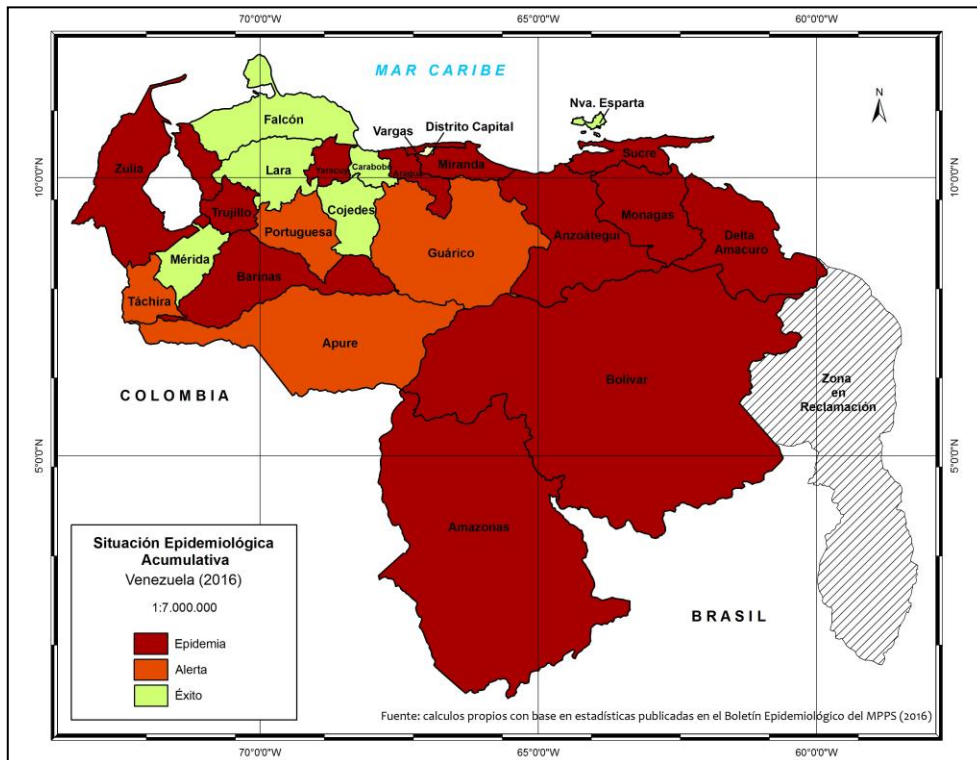 70°0'0"W
65°0'0"W
60°0'0"W
MAR CARIBE
N
Nva. Esparta
Falcón
Vargas
Distrito Capital
Zulia
Lara
Yaracuy
Carabobo
Aragua
Miranda
Sucre
10°0'0"N
10°0'0"N
Trujillo
Portuguesa
Cojedes
Guárico
Anzoátegui
Monagas
Delta
Amacuro
Mérida
Barinas
Táchira
Apure
Bolívar
Zona
en
Reclamación
COLOMBIA
5°0'0"N
5°0'0"N
Amazonas
BRASIL
Situación Epidemiológica
Acumulativa
Venezuela (2016)
1:7.000.000
Epidemia
Alerta
Éxito
Fuente: calculos propios con base en estadísticas publicadas en el Boletín Epidemiológico del MPPS (2016)
70°0'0"W
65°0'0"W
60°0'0"W